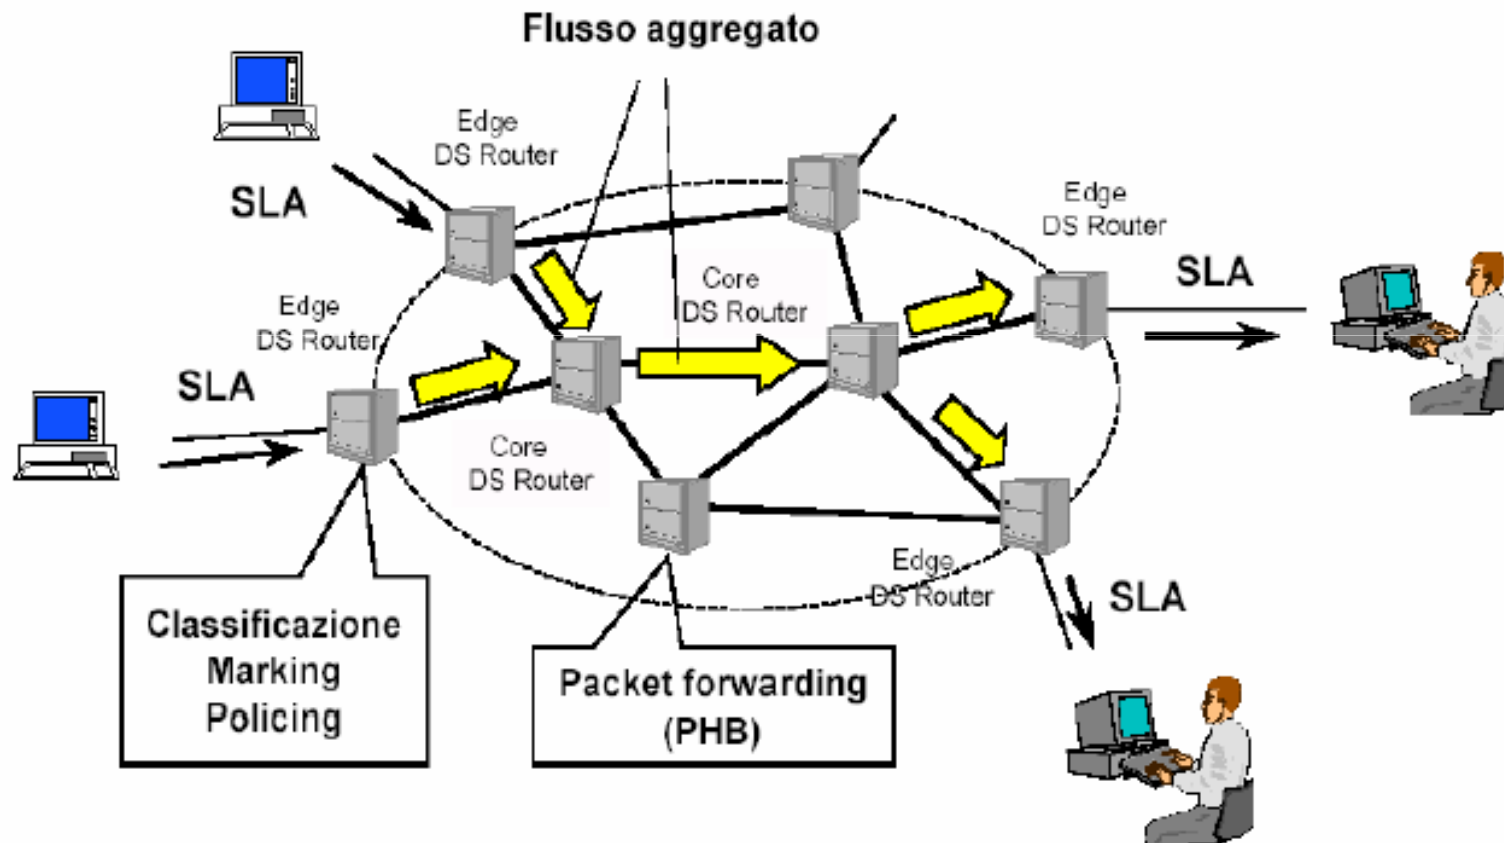 Flusso aggregato
Edge
DS Router
SLA
Edge
DS Router
Edge
DS Router
SLA
Core
DS Router
SLA
Core
DS Router
Edge
DS Router
SLA
Classificazione
Marking
Policing
Packet forwarding
(PHB)